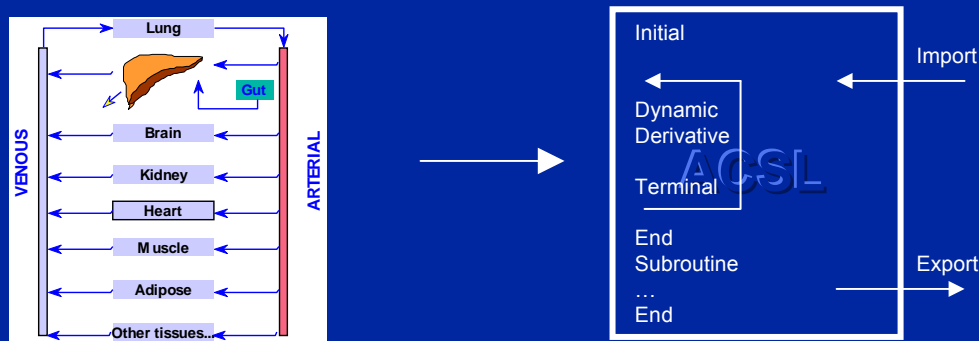 Lung
Gut
Brain
Kidney
Heart
Muscle
Adipose
Other tissues...
VENOUS
ARTERIAL
Initial
Dynamic
Derivative
ACSL
Terminal
End
Subroutine
…
End
Import
Export